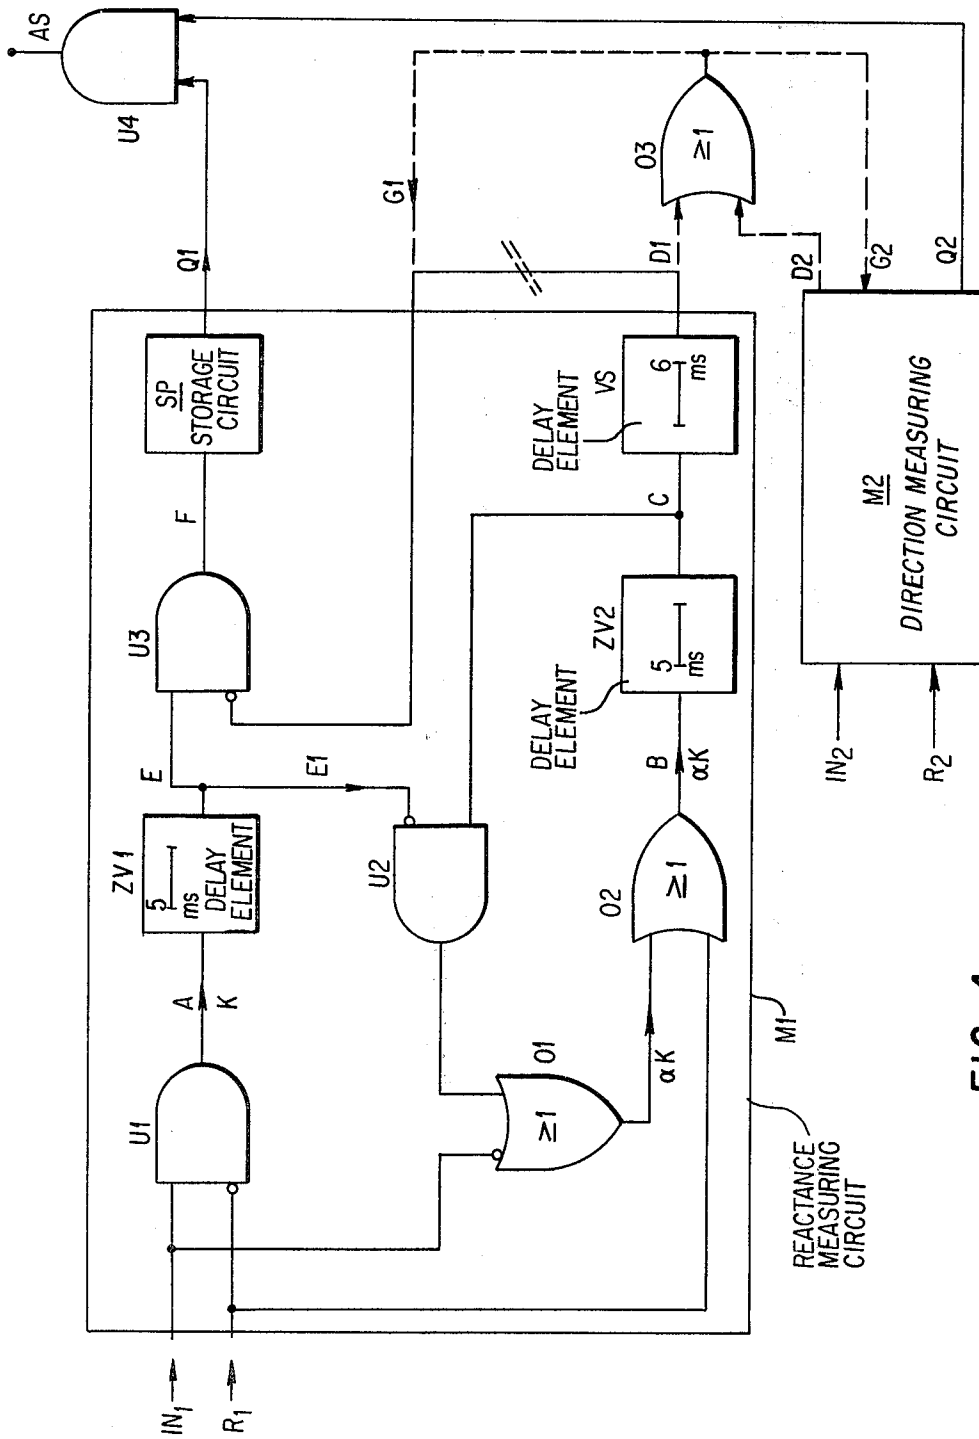 AS
U4
Q1
SP
STORAGE
CIRCUIT
F
U3
E
E1
ZV1
5
ms
DELAY
ELEMENT
A
K
U1
IN1
R1
U2
O1
≥1
αK
O2
≥1
B
αK
DELAY
ELEMENT
ZV2
5
ms
C
DELAY
ELEMENT
VS
6
ms
G1
D1
O3
≥1
D2
G2
Q2
M2
DIRECTION MEASURING
CIRCUIT
IN2
R2
M1
REACTANCE
MEASURING
CIRCUIT